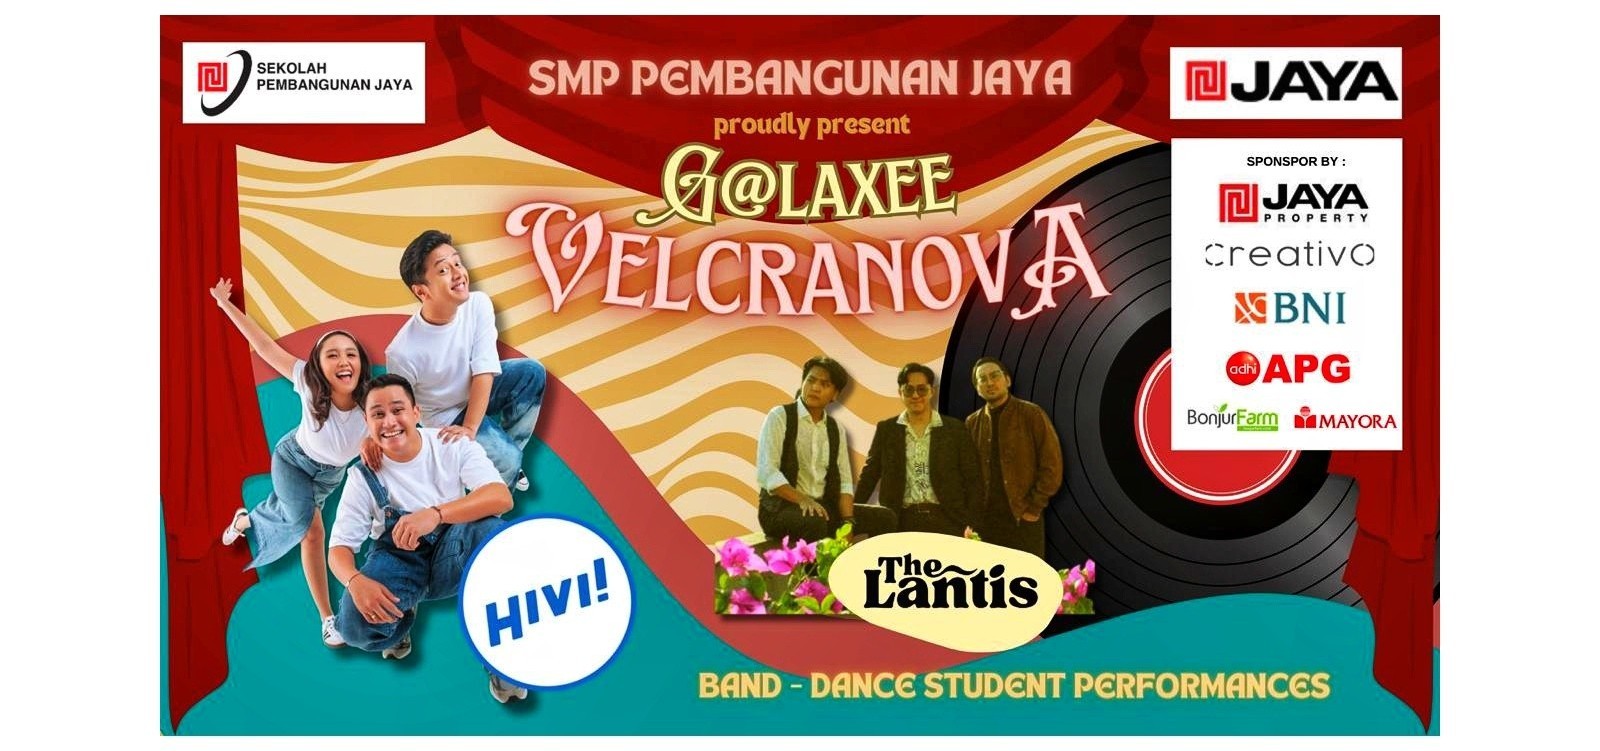 SEKOLAH
PEMBANGUNAN JAYA
SMP PEMBANGUNAN JAYA
proudly present
G@LAXEE
VELCRANOVA
JAYA
SPONSPOR BY :
JAYA
PROPERTY
creativo
BNI
adhi APG
BonjurFarm
MAYORA
HIVI!
The
Lantis
BAND - DANCE STUDENT PERFORMANCES